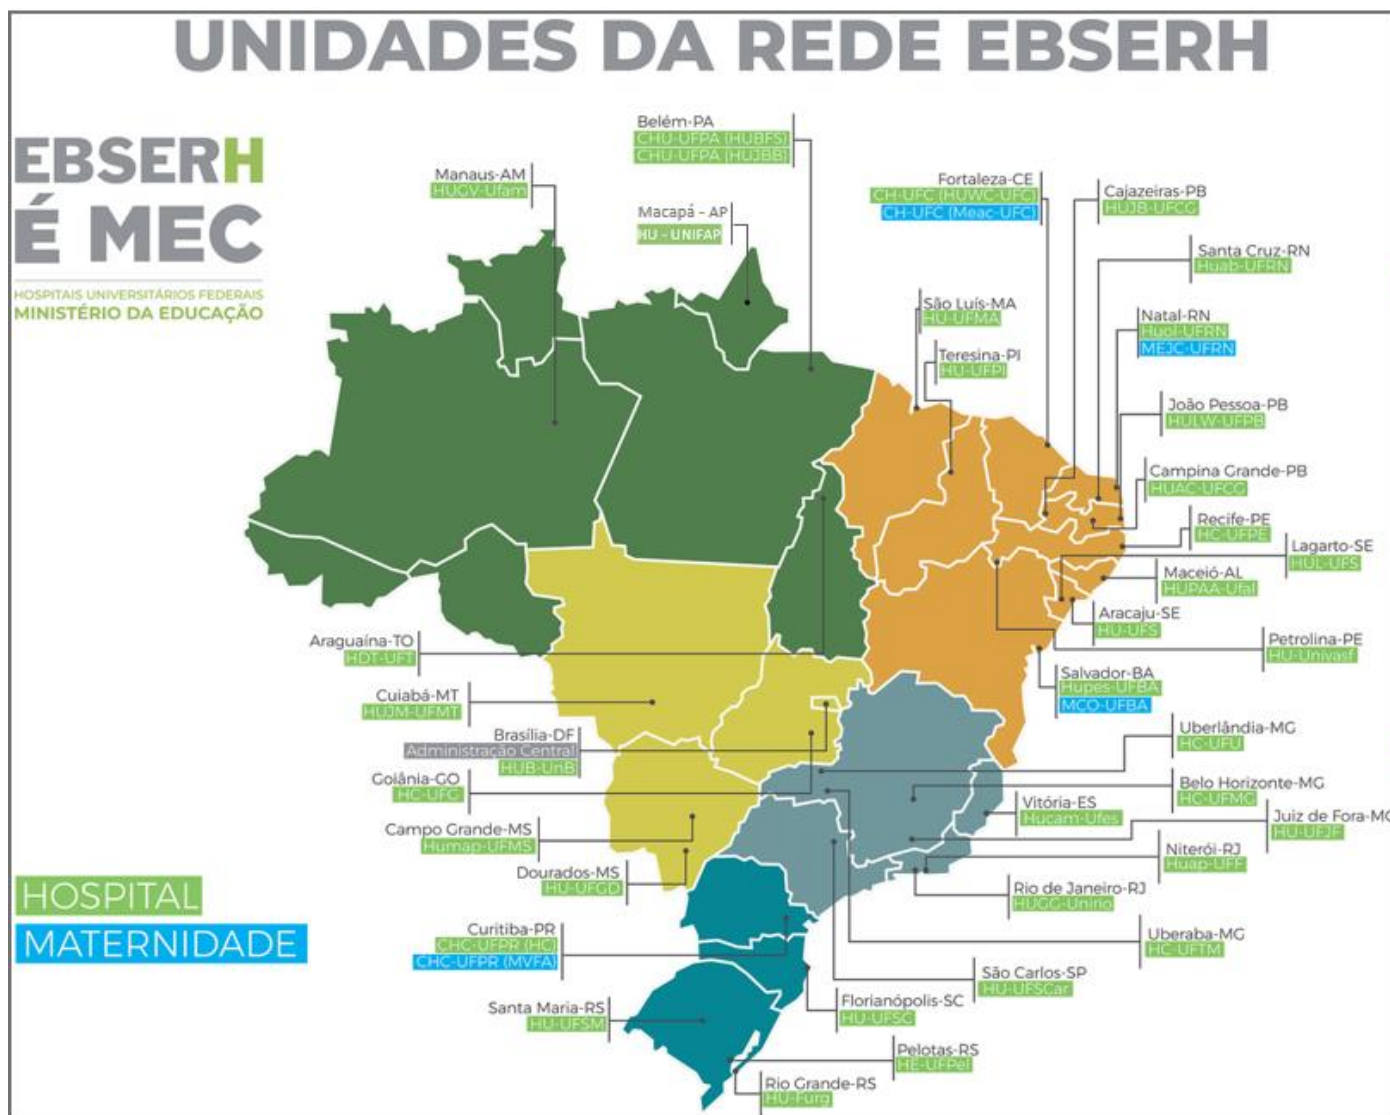 UNIDADES DA REDE EBSERH
EBSERH
É MEC
HOSPITAIS UNIVERSITÁRIOS FEDERAIS
MINISTÉRIO DA EDUCAÇÃO
Belém-PA
CHU-UFPA (HUBFS)
CHU-UFPA (HUJBB)
Manaus-AM
HUGV-Ufam
Macapá - AP
HU - UNIFAP
Fortaleza-CE
CH-UFC (HUWC-UFC)
CH-UFC (Meac-UFC)
Cajazeiras-PB
HUJB-UFCG
Santa Cruz-RN
Huab-UFRN
São Luís-MA
HU-UFMA
Natal-RN
Huol-UFRN
MEJC-UFRN
Teresina-PI
HU-UFPI
João Pessoa-PB
HULW-UFPB
Campina Grande-PB
HUAC-UFCG
Recife-PE
HC-UFPE
Lagarto-SE
HUL-UFS
Maceió-AL
HUPAA-Ufal
Aracaju-SE
HU-UFS
Petrolina-PE
HU-Univasf
Salvador-BA
Hupes-UFBA
MCO-UFBA
Araguaína-TO
HDT-UFT
Cuiabá-MT
HUJM-UFMT
Brasília-DF
Administração Central
HUB-UnB
Goiânia-GO
HC-UFG
Campo Grande-MS
Humap-UFMS
Dourados-MS
HU-UFGD
Uberlândia-MG
HC-UFU
Belo Horizonte-MG
HC-UFMG
Vitória-ES
Hucam-Ufes
Juiz de Fora-MG
HU-UFJF
Niterói-RJ
Huap-UFF
Rio de Janeiro-RJ
HUGG-Unirio
Uberaba-MG
HC-UFTM
São Carlos-SP
HU-UFSCar
HOSPITAL
MATERNIDADE
Curitiba-PR
CHC-UFPR (HC)
CHC-UFPR (MVFA)
Florianópolis-SC
HU-UFSC
Santa Maria-RS
HU-UFSM
Pelotas-RS
HE-UFPel
Rio Grande-RS
HU-Furg